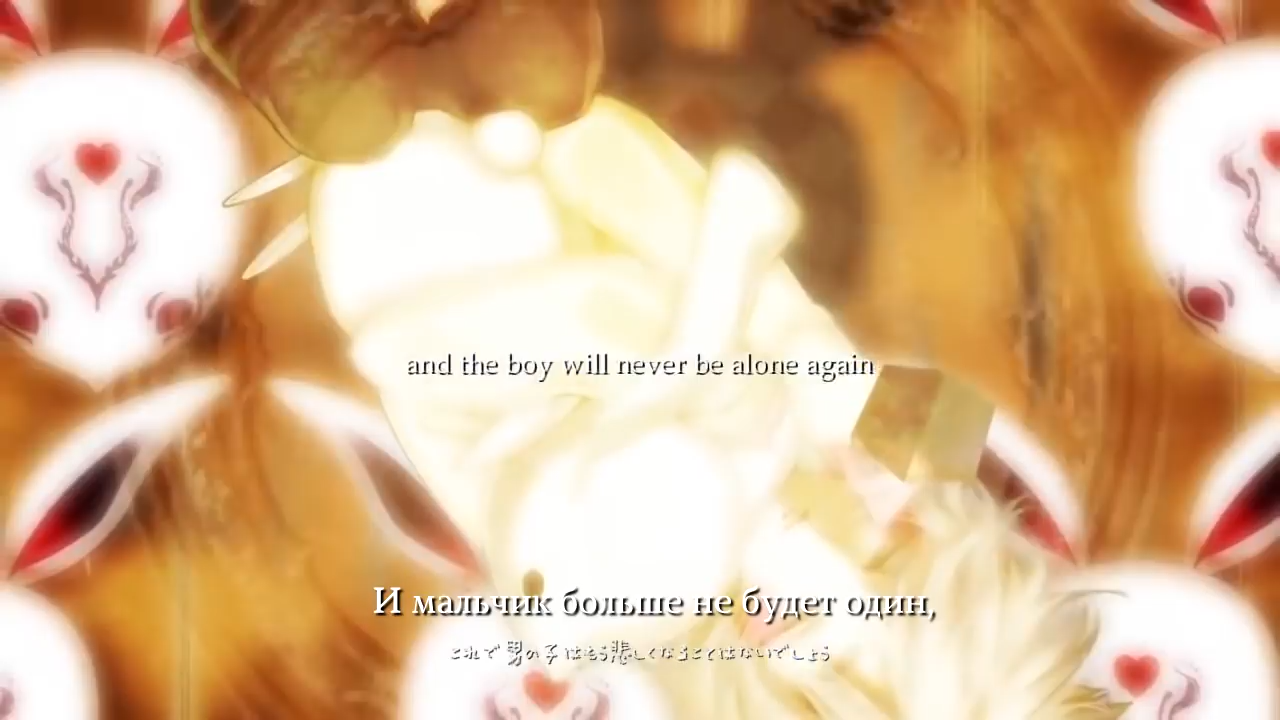 and the boy will never be alone again
И мальчик больше не будет один,
これで男の子はもう悲しくなることはないでしょう